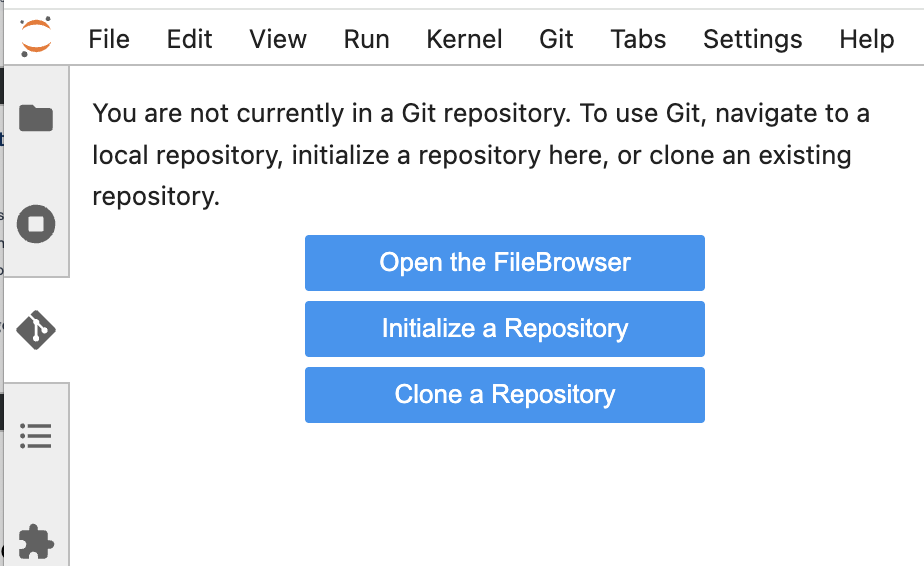 File Edit View Run Kernel Git Tabs Settings Help
You are not currently in a Git repository. To use Git, navigate to a
local repository, initialize a repository here, or clone an existing
repository.
Open the FileBrowser
Initialize a Repository
Clone a Repository